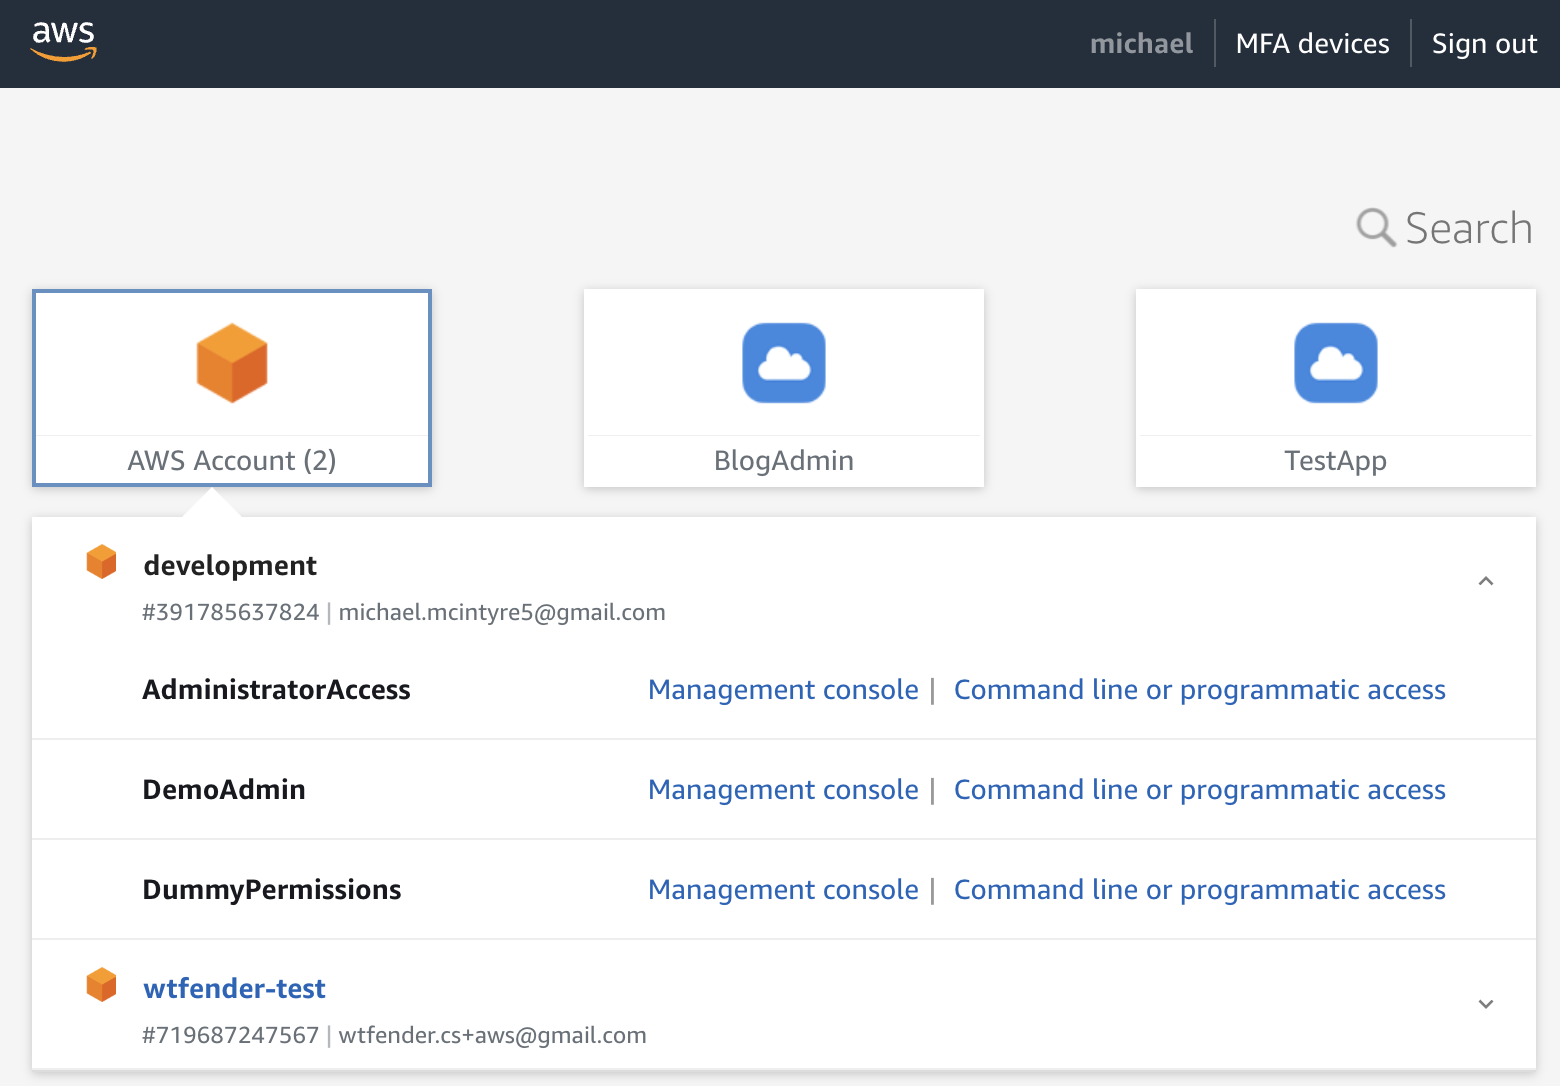 aws
michael | MFA devices | Sign out
Search
AWS Account (2)
BlogAdmin
TestApp
development
#391785637824 | michael.mcintyre5@gmail.com
AdministratorAccess Management console | Command line or programmatic access
DemoAdmin Management console | Command line or programmatic access
DummyPermissions Management console | Command line or programmatic access
wtfender-test
#719687247567 | wtfender.cs+aws@gmail.com